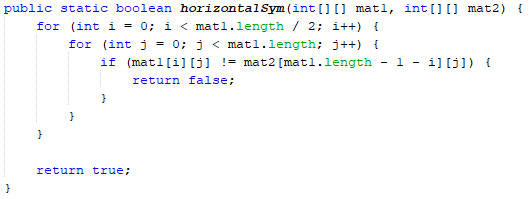 public static boolean horizontalSym(int[][] mat1, int[][] mat2) {
    for (int i = 0; i < mat1.length / 2; i++) {
        for (int j = 0; j < mat1.length; j++) {
            if (mat1[i][j] != mat2[mat1.length - 1 - i][j]) {
                return false;
            }
        }
    }

    return true;
}